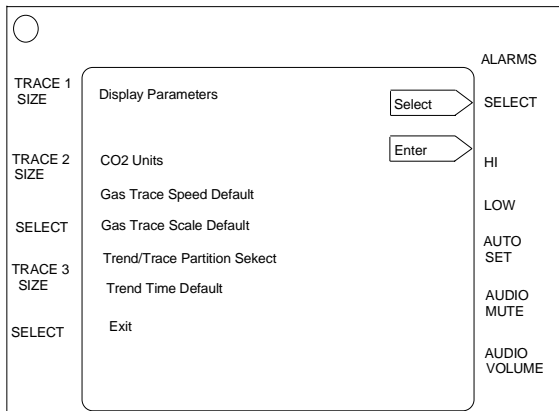 TRACE 1
SIZE
TRACE 2
SIZE
SELECT
TRACE 3
SIZE
SELECT
Display Parameters
CO2 Units
Gas Trace Speed Default
Gas Trace Scale Default
Trend/Trace Partition Sekect
Trend Time Default
Exit
Select
Enter
ALARMS
SELECT
HI
LOW
AUTO
SET
AUDIO
MUTE
AUDIO
VOLUME